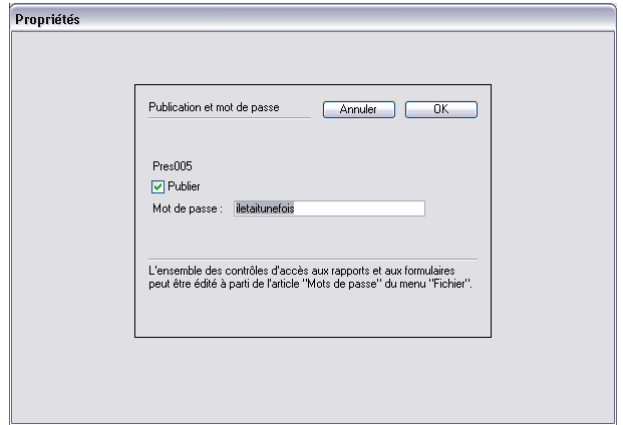 Propriétés
Publication et mot de passe Annuler OK
Pres005
Publier
Mot de passe : iletaitunefois
L'ensemble des contrôles d'accès aux rapports et aux formulaires
peut être édité à parti de l'article "Mots de passe" du menu "Fichier".